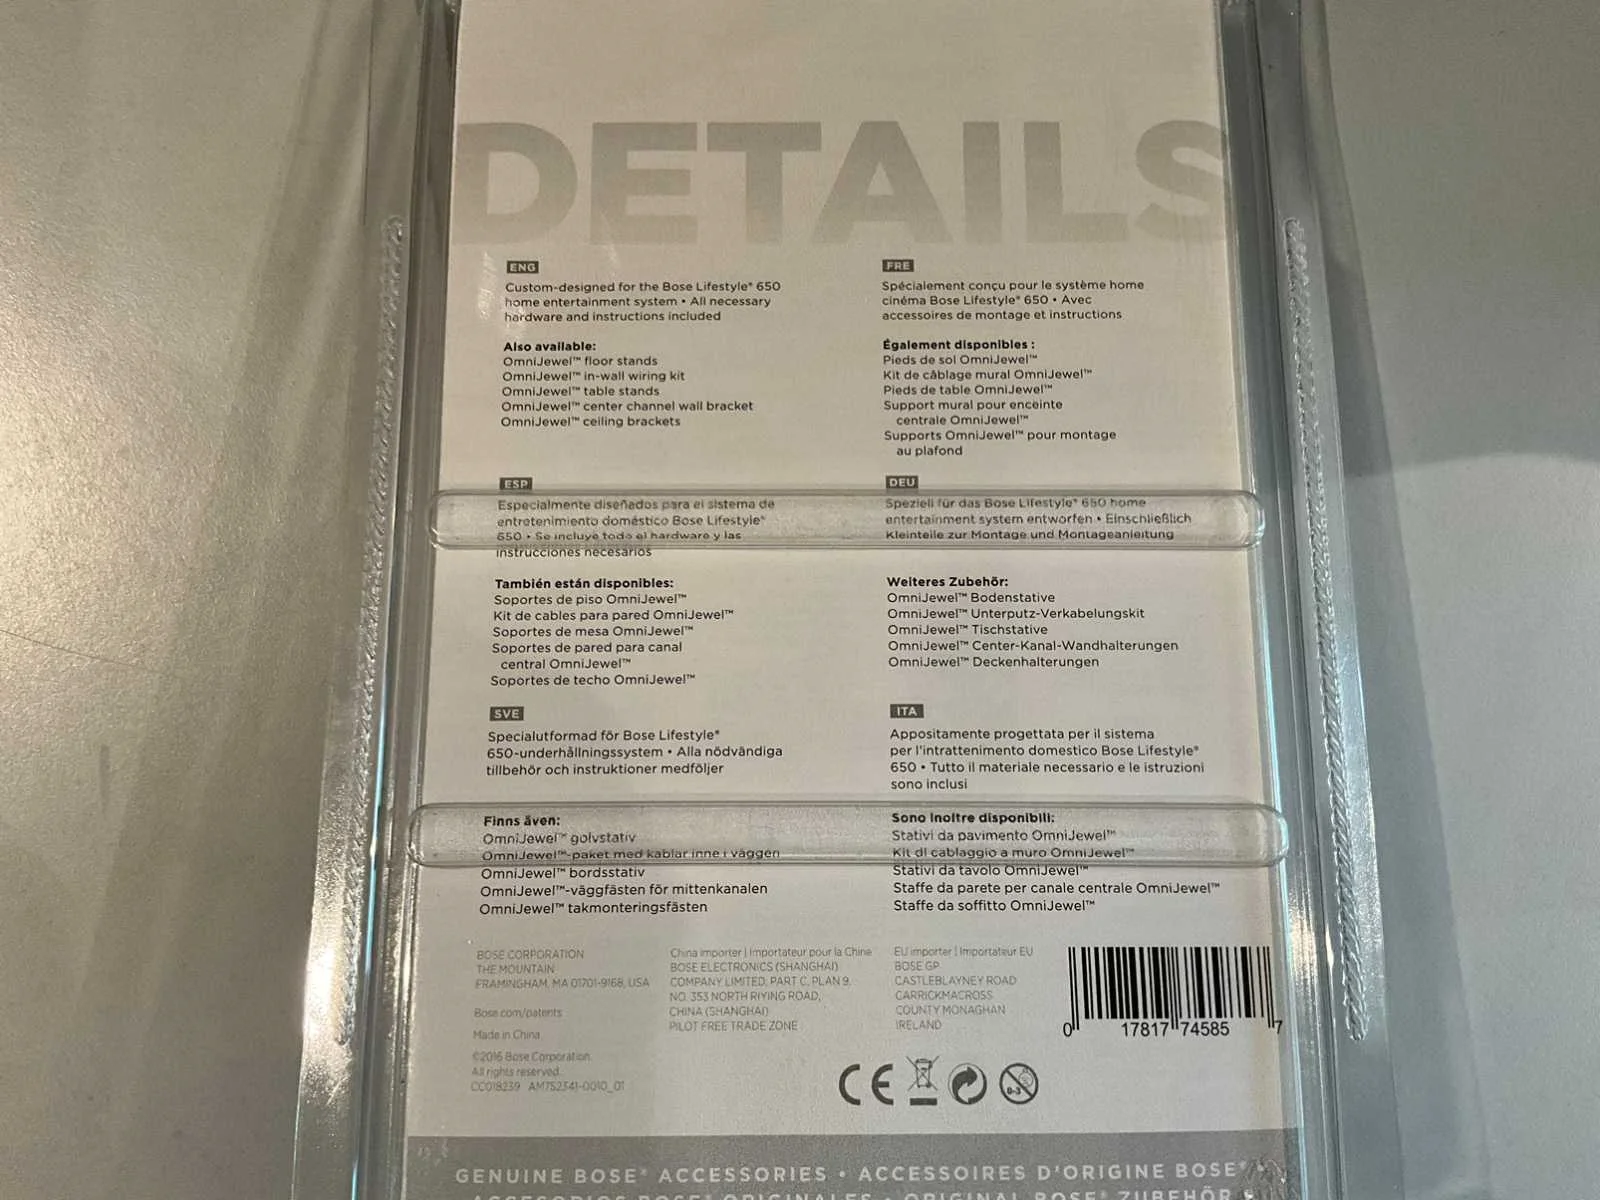 DETAILS
ENG
Custom-designed for the Bose Lifestyle® 650
home entertainment system • All necessary
hardware and instructions included
Also available:
OmniJewel™ floor stands
OmniJewel™ in-wall wiring kit
OmniJewel™ table stands
OmniJewel™ center channel wall bracket
OmniJewel™ ceiling brackets
FRE
Spécialement conçu pour le système home
cinéma Bose Lifestyle® 650 • Avec
accessoires de montage et instructions
Également disponibles :
Pieds de sol OmniJewel™
Kit de câblage mural OmniJewel™
Pieds de table OmniJewel™
Support mural pour enceinte
centrale OmniJewel™
Supports OmniJewel™ pour montage
au plafond
ESP
Especialmente diseñados para el sistema de
entretenimiento doméstico Bose Lifestyle®
650 • Se incluye todo el hardware y las
instrucciones necesarios
También están disponibles:
Soportes de piso OmniJewel™
Kit de cables para pared OmniJewel™
Soportes de mesa OmniJewel™
Soportes de pared para canal
central OmniJewel™
Soportes de techo OmniJewel™
DEU
Speziell für das Bose Lifestyle® 650 home
entertainment system entworfen • Einschließlich
Kleinteile zur Montage und Montageanleitung
Weiteres Zubehör:
OmniJewel™ Bodenstative
OmniJewel™ Unterputz-Verkabelungskit
OmniJewel™ Tischstative
OmniJewel™ Center-Kanal-Wandhalterungen
OmniJewel™ Deckenhalterungen
SVE
Specialutformad för Bose Lifestyle®
650-underhållningssystem • Alla nödvändiga
tillbehör och instruktioner medföljer
Finns även:
OmniJewel™ golvstativ
OmniJewel™-paket med kablar inne i väggen
OmniJewel™ bordsstativ
OmniJewel™-väggfästen för mittenkanalen
OmniJewel™ takmonteringsfästen
ITA
Appositamente progettata per il sistema
per l'intrattenimento domestico Bose Lifestyle®
650 • Tutto il materiale necessario e le istruzioni
sono inclusi
Sono inoltre disponibili:
Stativi da pavimento OmniJewel™
Kit di cablaggio a muro OmniJewel™
Stativi da tavolo OmniJewel™
Staffe da parete per canale centrale OmniJewel™
Staffe da soffitto OmniJewel™
BOSE CORPORATION
THE MOUNTAIN
FRAMINGHAM, MA 01701-9168, USA
Bose.com/patents
Made in China
©2016 Bose Corporation.
All rights reserved.
CC018239 AM752341-0010_01
China importer | Importateur pour la Chine
BOSE ELECTRONICS (SHANGHAI)
COMPANY LIMITED, PART C, PLAN 9,
NO. 353 NORTH RIYING ROAD,
CHINA (SHANGHAI)
PILOT FREE TRADE ZONE
EU importer | Importateur EU
BOSE GP
CASTLEBLAYNEY ROAD
CARRICKMACROSS
COUNTY MONAGHAN
IRELAND
0 17817 74585 7
CE
0-3
GENUINE BOSE® ACCESSORIES • ACCESSOIRES D'ORIGINE BOSE® •
ACCESORIOS BOSE® ORIGINALES • ORIGINAL BOSE® ZUBEHÖR •